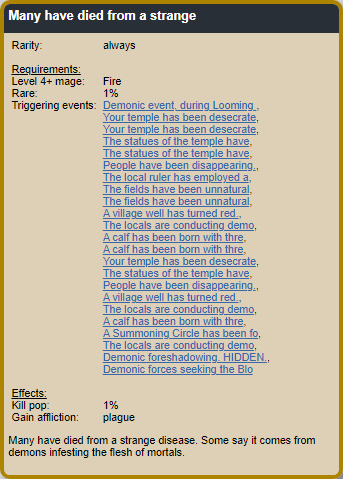 Many have died from a strange
Rarity: always
Requirements:
Level 4+ mage: Fire
Rare: 1%
Triggering events: Demonic event, during Looming ,
Your temple has been desecrate,
Your temple has been desecrate,
The statues of the temple have,
The statues of the temple have,
People have been disappearing.,
The local ruler has employed a,
The fields have been unnatural,
The fields have been unnatural,
A village well has turned red.,
The locals are conducting demo,
A calf has been born with thre,
A calf has been born with thre,
Your temple has been desecrate,
The statues of the temple have,
People have been disappearing.,
A village well has turned red.,
The locals are conducting demo,
A calf has been born with thre,
A Summoning Circle has been fo,
The locals are conducting demo,
Demonic foreshadowing. HIDDEN.,
Demonic forces seeking the Blo
Effects:
Kill pop: 1%
Gain affliction: plague
Many have died from a strange disease. Some say it comes from
demons infesting the flesh of mortals.